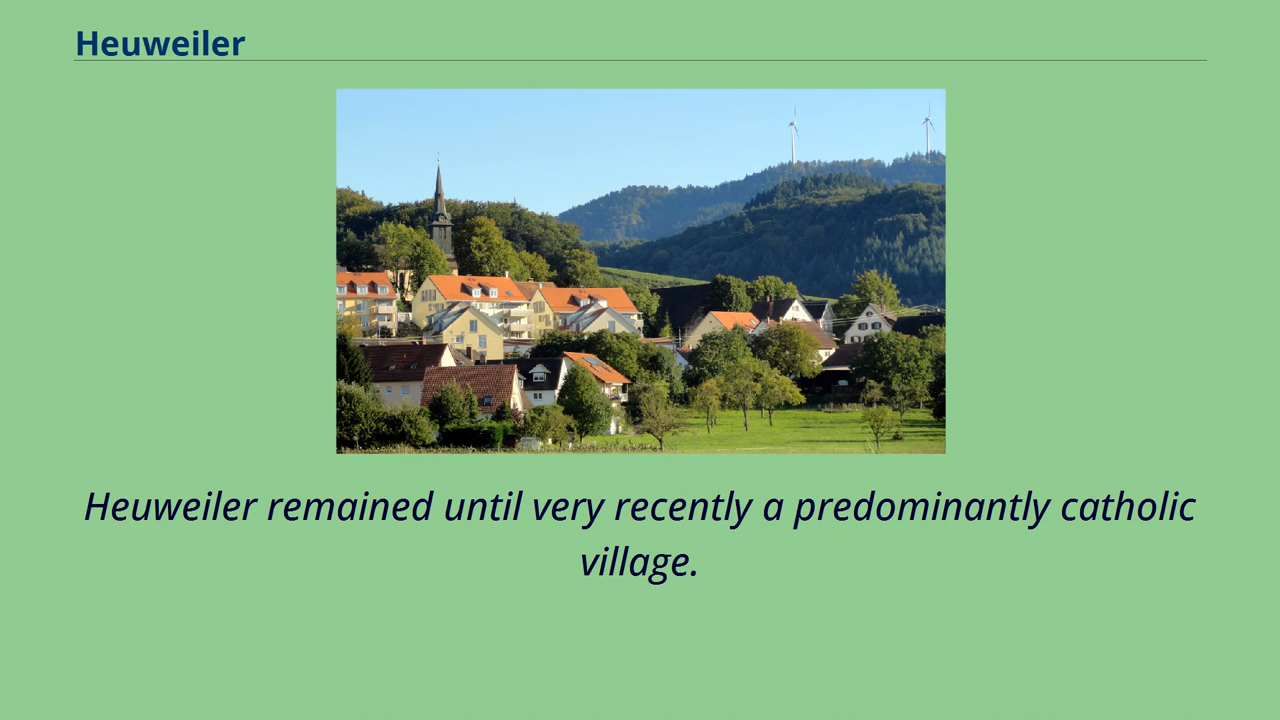 Heuweiler
Heuweiler remained until very recently a predominantly catholic
village.